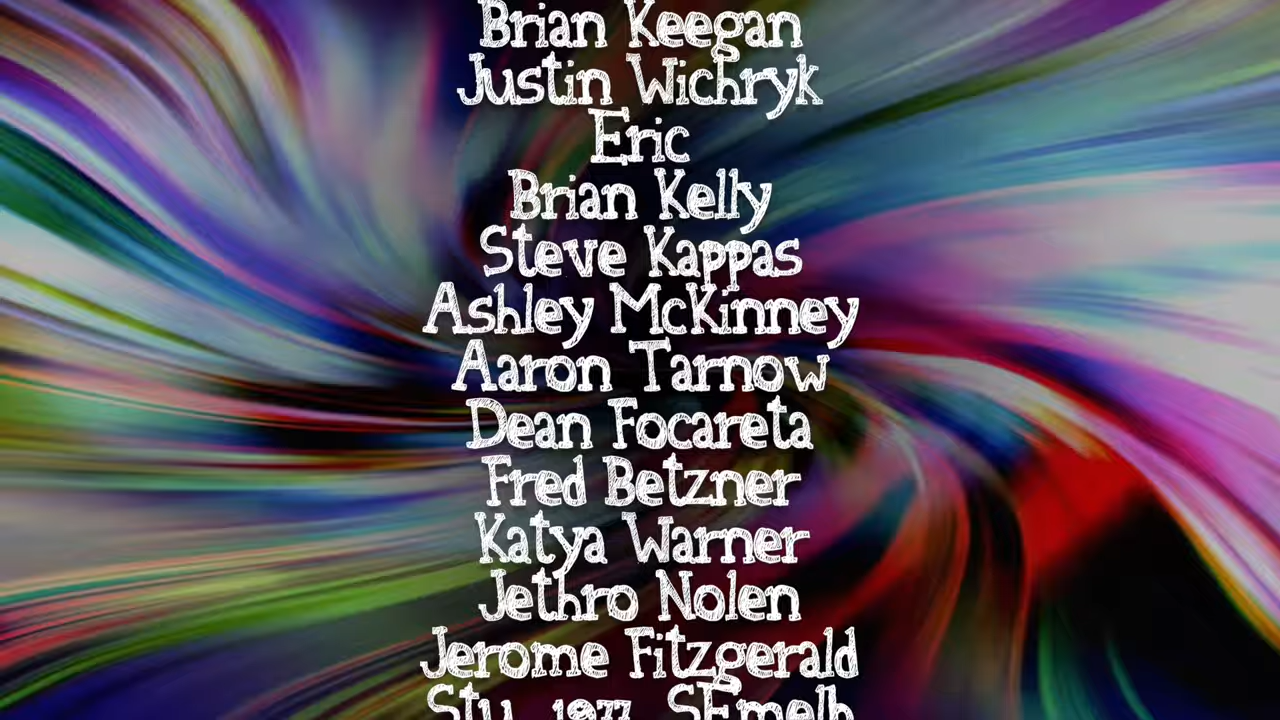 Brian Keegan
Justin Wichryk
Eric
Brian Kelly
Steve Kappas
Ashley McKinney
Aaron Tarnow
Dean Focareta
Fred Betzner
Katya Warner
Jethro Nolen
Jerome Fitzgerald
Stu